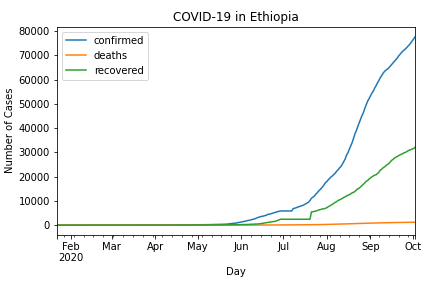 COVID-19 in Ethiopia
80000
70000
60000
50000
40000
30000
20000
10000
0
Number of Cases
confirmed
deaths
recovered
Feb Mar Apr May Jun Jul Aug Sep Oct
2020
Day